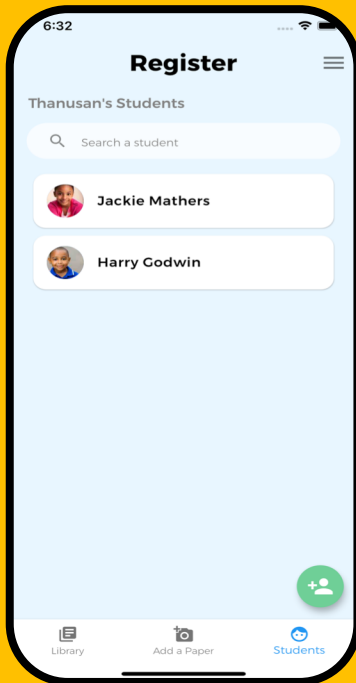 6:32
Register
Thanusan's Students
Search a student
Jackie Mathers
Harry Godwin
Library
Add a Paper
Students